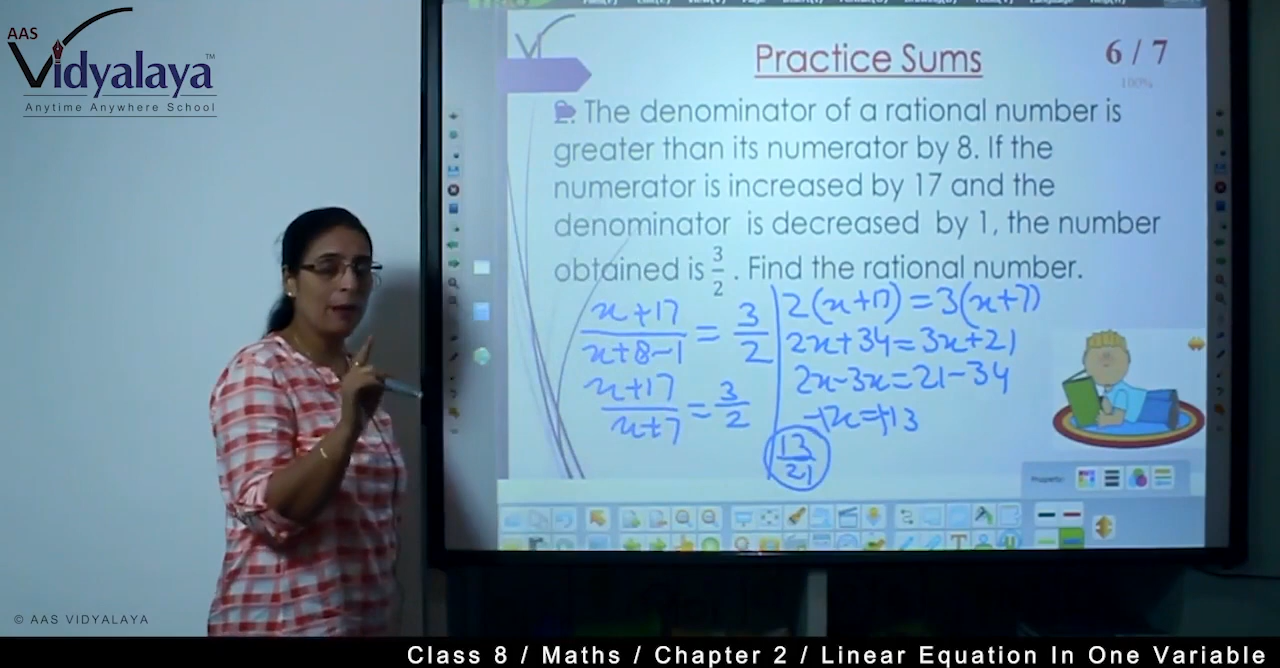 AAS
Vidyalaya™
Anytime Anywhere School
Practice Sums
6 / 7
100%
2. The denominator of a rational number is
greater than its numerator by 8. If the
numerator is increased by 17 and the
denominator is decreased by 1, the number
obtained is 3/2 . Find the rational number.
x+17/x+8-1 = 3/2
x+17/x+7 = 3/2
2(x+17) = 3(x+7)
2x+34 = 3x+21
2x-3x = 21-34
13/21
© AAS VIDYALAYA
Class 8 / Maths / Chapter 2 / Linear Equation In One Variable